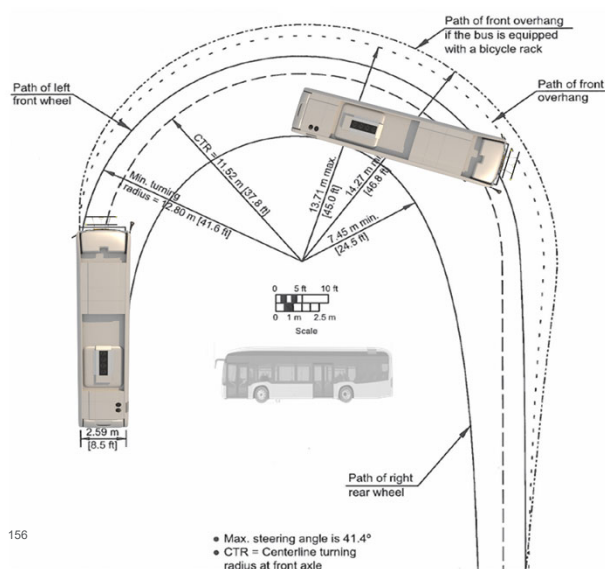 Path of front overhang
if the bus is equipped
with a bicycle rack
Path of left
front wheel
Path of front
overhang
CTR = 11.52 m [37.8 ft]
Min. turning
radius = 12.80 m [41.6 ft]
13.71 m max.
[45.0 ft]
14.27 m max.
[46.8 ft]
7.45 m min.
[24.5 ft]
0 5 ft 10 ft
0 1 m 2.5 m
Scale
2.59 m
[8.5 ft]
Path of right
rear wheel
156
• Max. steering angle is 41.4º
• CTR = Centerline turning
radius at front axle